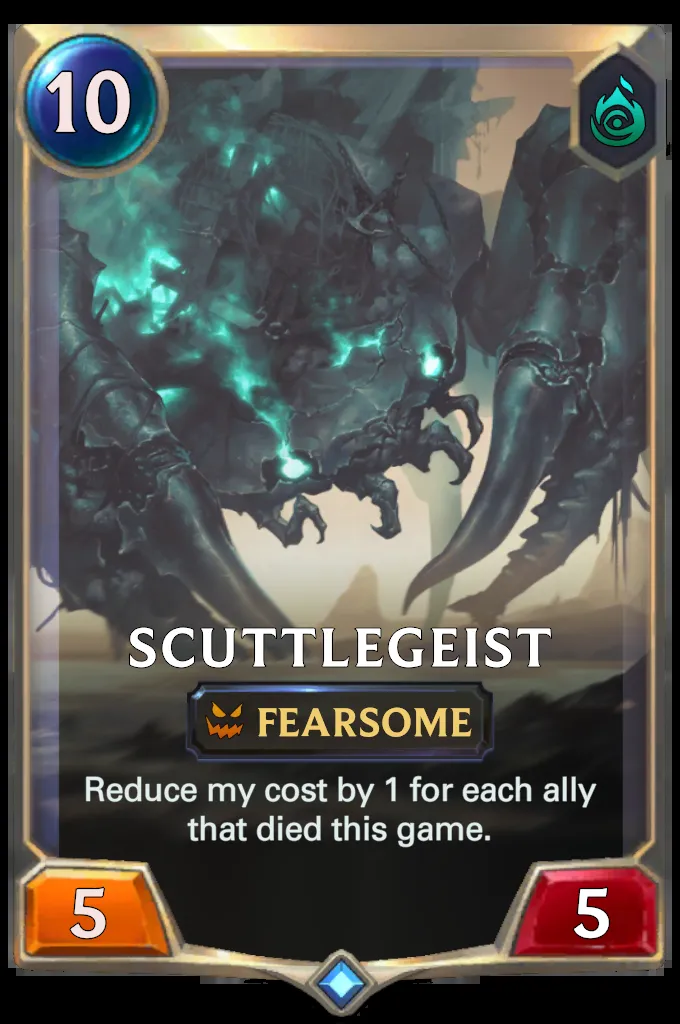 10
SCUTTLEGEIST
FEARSOME
Reduce my cost by 1 for each ally
that died this game.
5 5